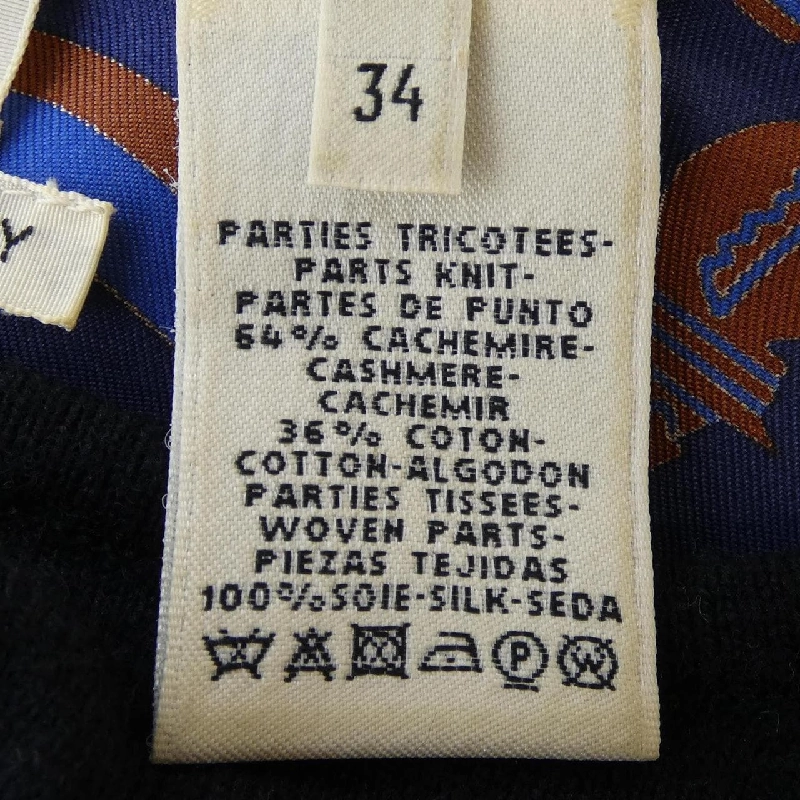 34
Y
PARTIES TRICOTEES-
PARTS KNIT-
PARTES DE PUNTO
64% CACHEMIRE-
CASHMERE-
CACHEMIR
36% COTON-
COTTON-ALGODON
PARTIES TISSEES-
WOVEN PARTS-
PIEZAS TEJIDAS
100% SOIE-SILK-SEDA
P W